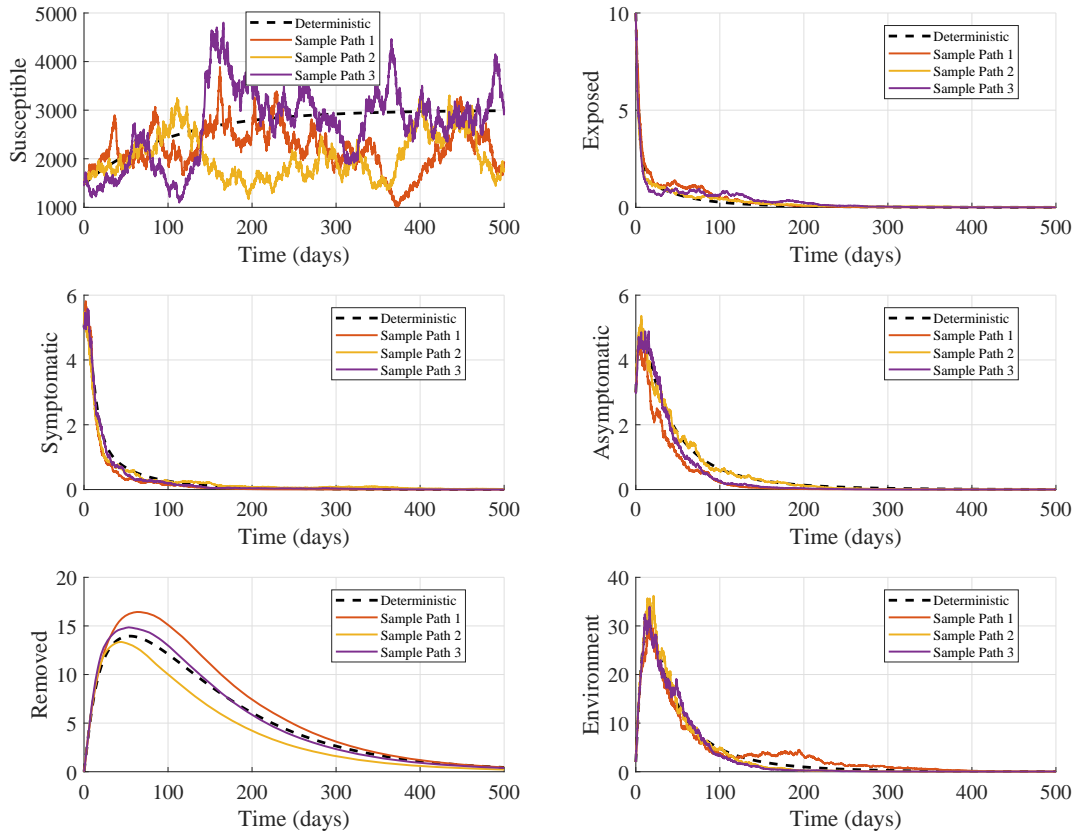 5000
4000
3000
2000
1000
Susceptible
Deterministic
Sample Path 1
Sample Path 2
Sample Path 3
0 100 200 300 400 500
Time (days)
10
5
0
Exposed
Deterministic
Sample Path 1
Sample Path 2
Sample Path 3
0 100 200 300 400 500
Time (days)
6
4
2
0
Symptomatic
Deterministic
Sample Path 1
Sample Path 2
Sample Path 3
0 100 200 300 400 500
Time (days)
6
4
2
0
Asymptomatic
Deterministic
Sample Path 1
Sample Path 2
Sample Path 3
0 100 200 300 400 500
Time (days)
20
15
10
5
0
Removed
Deterministic
Sample Path 1
Sample Path 2
Sample Path 3
0 100 200 300 400 500
Time (days)
40
30
20
10
0
Environment
Deterministic
Sample Path 1
Sample Path 2
Sample Path 3
0 100 200 300 400 500
Time (days)